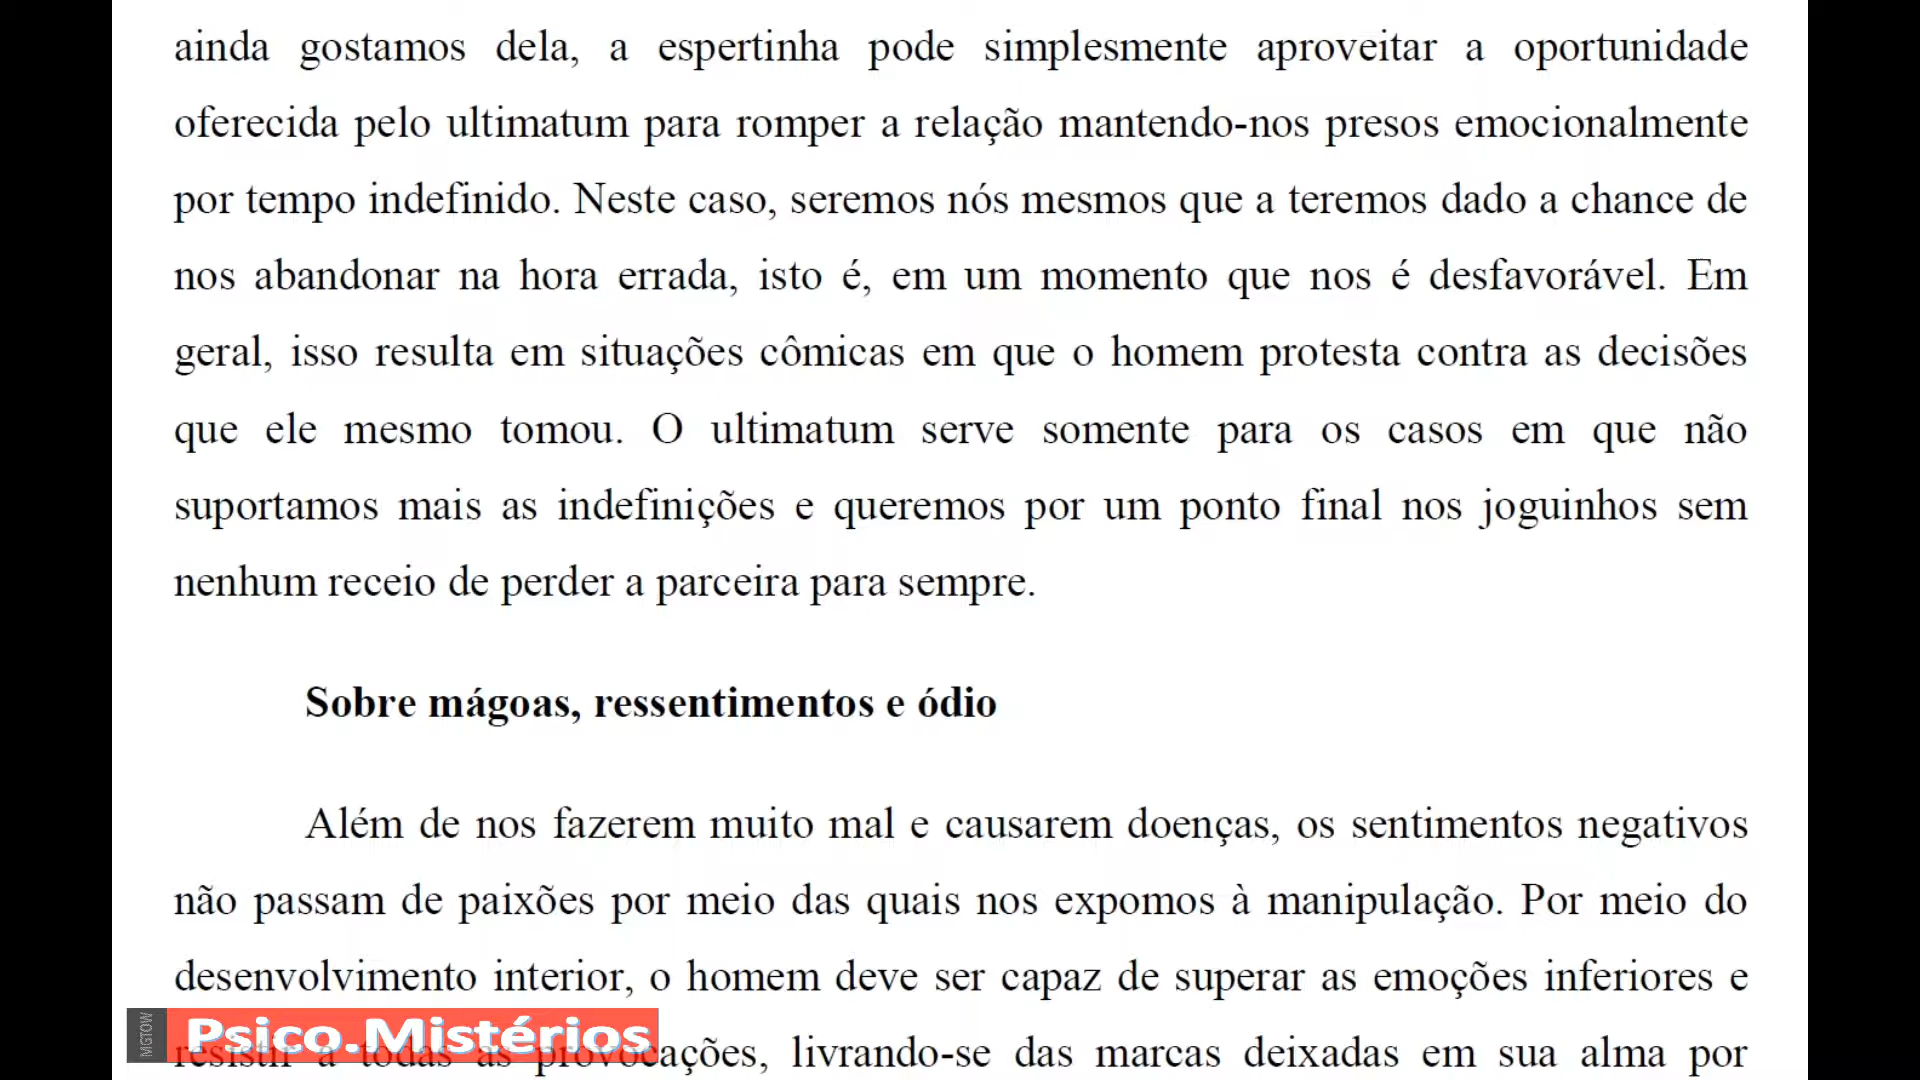 ainda gostamos dela, a espertinha pode simplesmente aproveitar a oportunidade
oferecida pelo ultimatum para romper a relação mantendo-nos presos emocionalmente
por tempo indefinido. Neste caso, seremos nós mesmos que a teremos dado a chance de
nos abandonar na hora errada, isto é, em um momento que nos é desfavorável. Em
geral, isso resulta em situações cômicas em que o homem protesta contra as decisões
que ele mesmo tomou. O ultimatum serve somente para os casos em que não
suportamos mais as indefinições e queremos por um ponto final nos joguinhos sem
nenhum receio de perder a parceira para sempre.
Sobre mágoas, ressentimentos e ódio
Além de nos fazerem muito mal e causarem doenças, os sentimentos negativos
não passam de paixões por meio das quais nos expomos à manipulação. Por meio do
desenvolvimento interior, o homem deve ser capaz de superar as emoções inferiores e
resistir a todas as provocações, livrando-se das marcas deixadas em sua alma por
MGTOW
Psico.Mistérios